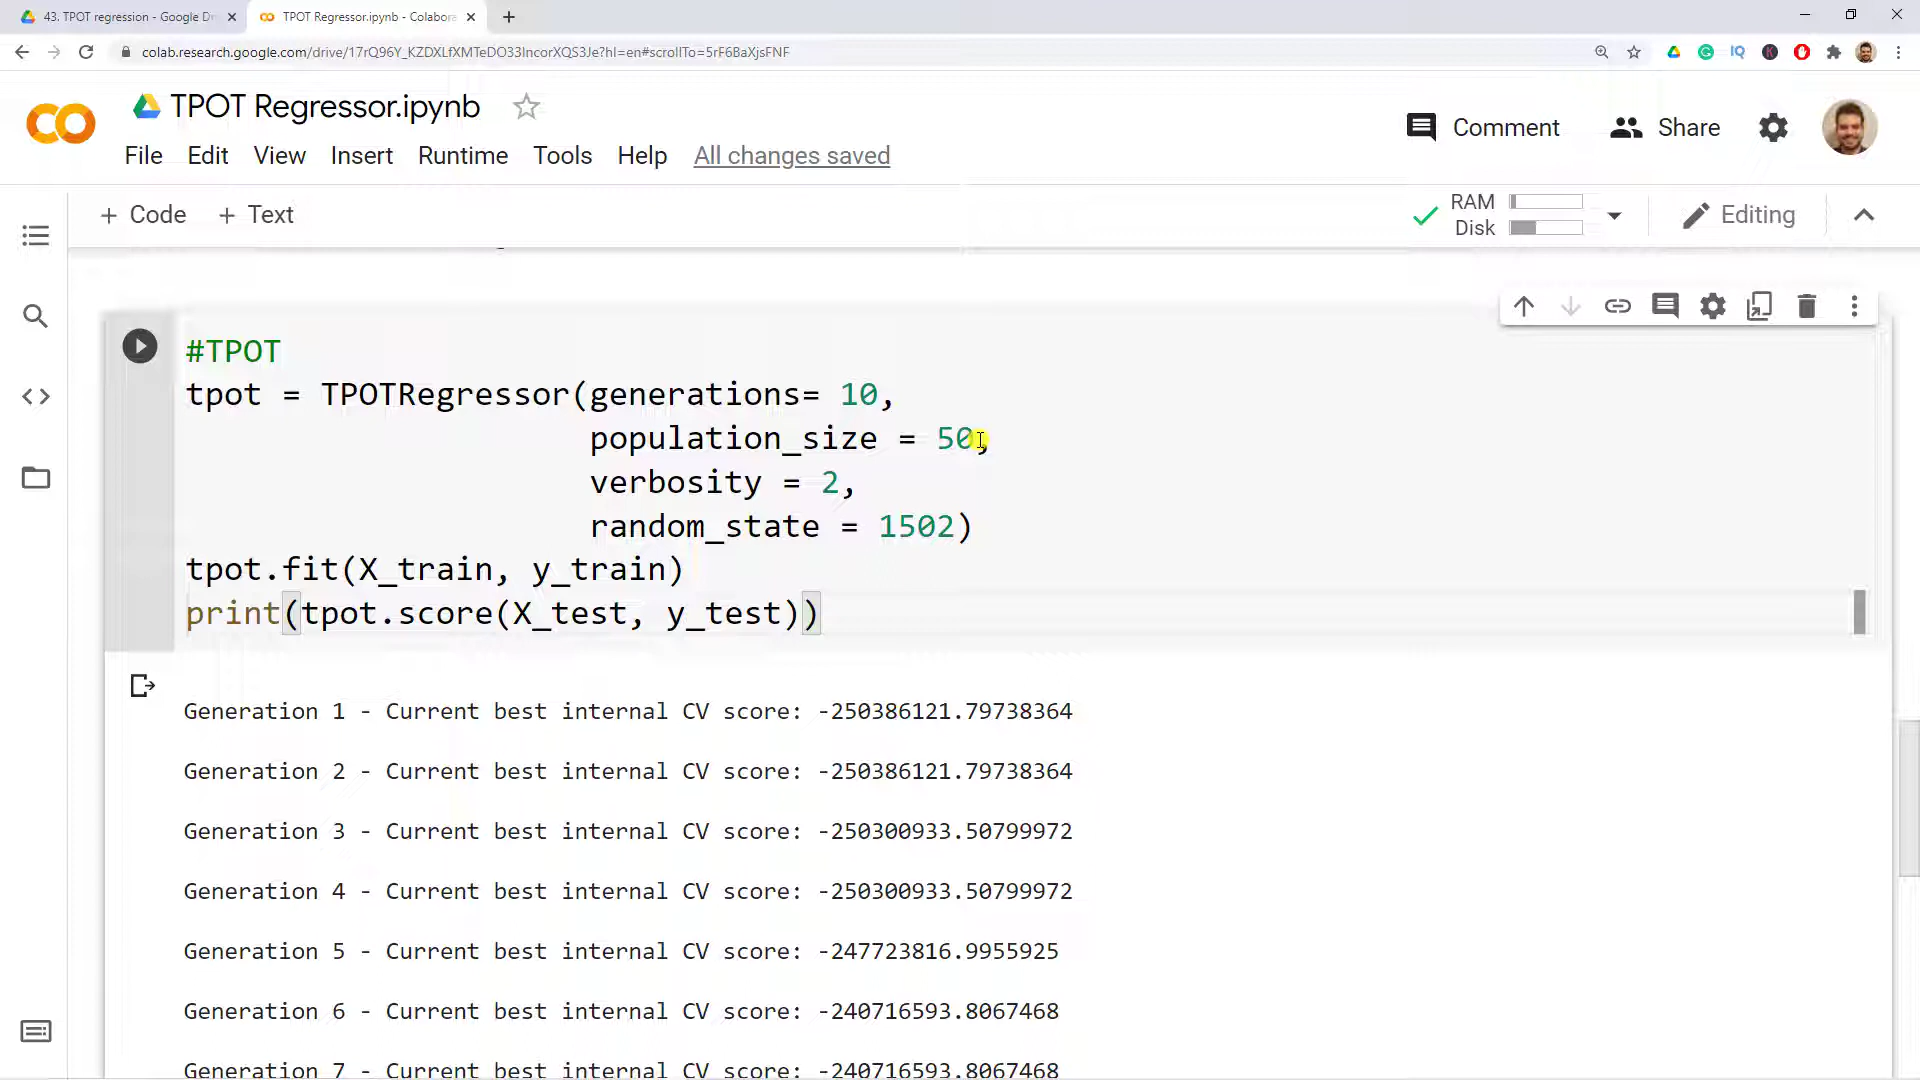 43. TPOT regression - Google Dr
TPOT Regressor.ipynb - Colabora
colab.research.google.com/drive/17rQ96Y_KZDXLfXMTeDO33IncorXQS3Je?hl=en#scrollTo=5rF6BaXjsFNF
TPOT Regressor.ipynb
Comment
Share
File Edit View Insert Runtime Tools Help All changes saved
+ Code + Text
RAM
Disk
Editing
#TPOT
tpot = TPOTRegressor(generations= 10,
population_size = 50,
verbosity = 2,
random_state = 1502)
tpot.fit(X_train, y_train)
print(tpot.score(X_test, y_test))
Generation 1 - Current best internal CV score: -250386121.79738364
Generation 2 - Current best internal CV score: -250386121.79738364
Generation 3 - Current best internal CV score: -250300933.50799972
Generation 4 - Current best internal CV score: -250300933.50799972
Generation 5 - Current best internal CV score: -247723816.9955925
Generation 6 - Current best internal CV score: -240716593.8067468
Generation 7 - Current best internal CV score: -240716593.8067468